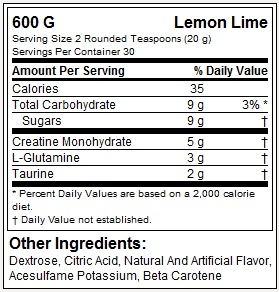 600 G Lemon Lime
Serving Size 2 Rounded Teaspoons (20 g)
Servings Per Container 30
Amount Per Serving % Daily Value
Calories 35
Total Carbohydrate 9 g 3% *
Sugars 9 g †
Creatine Monohydrate 5 g †
L-Glutamine 3 g †
Taurine 2 g †
* Percent Daily Values are based on a 2,000 calorie
diet.
† Daily Value not established.
Other Ingredients:
Dextrose, Citric Acid, Natural And Artificial Flavor,
Acesulfame Potassium, Beta Carotene